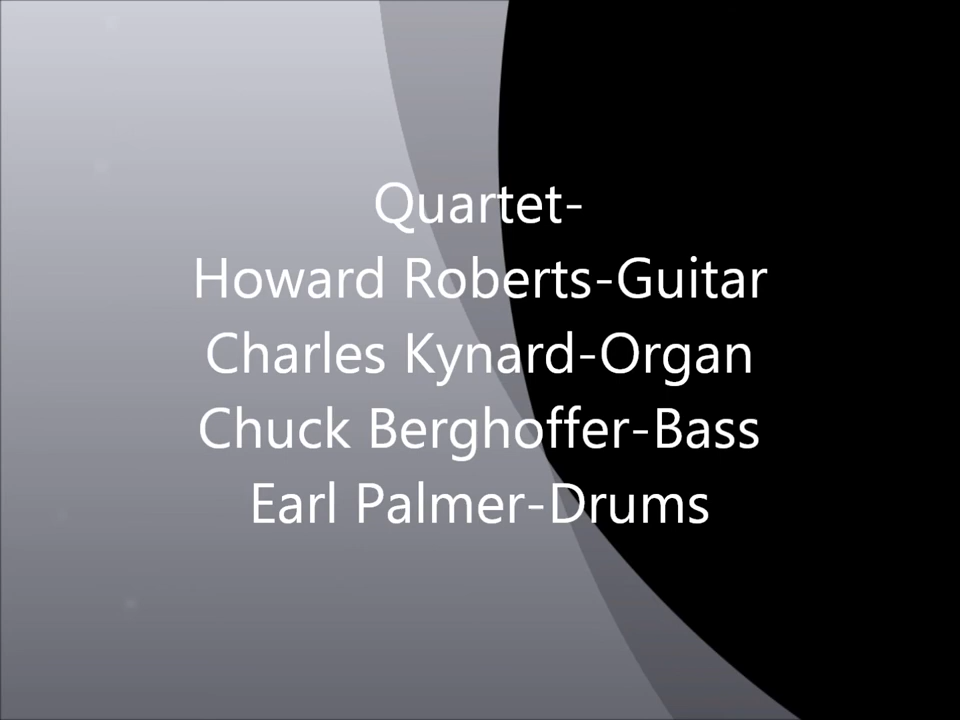 Quartet-
Howard Roberts-Guitar
Charles Kynard-Organ
Chuck Berghoffer-Bass
Earl Palmer-Drums